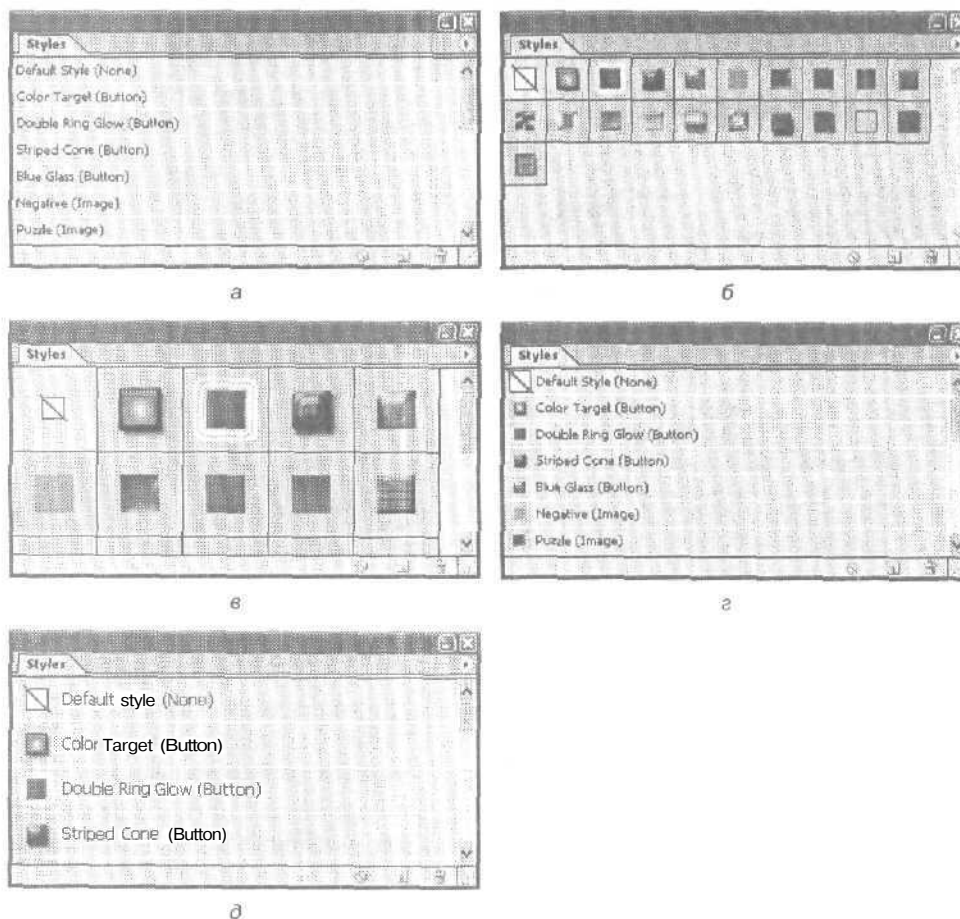 Styles
Default Style (None)
Color Target (Button)
Double Ring Glow (Button)
Striped Cone (Button)
Blue Glass (Button)
Negative (Image)
Puzzle (Image)
а
Styles
б
Styles
в
Styles
Default Style (None)
Color Target (Button)
Double Ring Glow (Button)
Striped Cone (Button)
Blue Glass (Button)
Negative (Image)
Puzzle (Image)
г
Styles
Default style (None)
Color Target (Button)
Double Ring Glow (Button)
Striped Cone (Button)
д